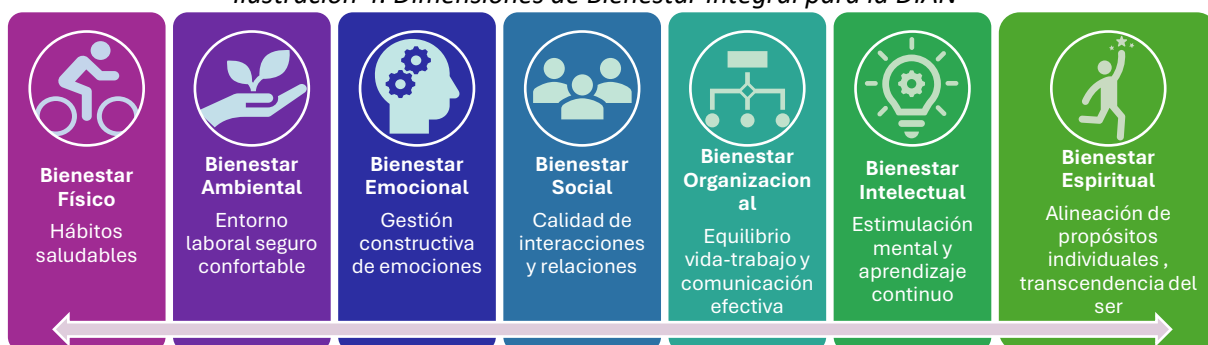 Ilustración 4. Dimensiones de Bienestar Integral para la DIAN
Bienestar
Físico
Hábitos
saludables
Bienestar
Ambiental
Entorno
laboral seguro
confortable
Bienestar
Emocional
Gestión
constructiva
de emociones
Bienestar
Social
Calidad de
interacciones
y relaciones
Bienestar
Organizacion
al
Equilibrio
vida-trabajo y
comunicación
efectiva
Bienestar
Intelectual
Estimulación
mental y
aprendizaje
continuo
Bienestar
Espiritual
Alineación de
propósitos
individuales ,
transcendencia del
ser